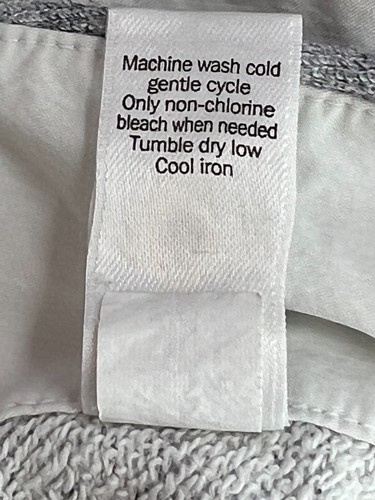 Machine wash cold
gentle cycle
Only non-chlorine
bleach when needed
Tumble dry low
Cool iron